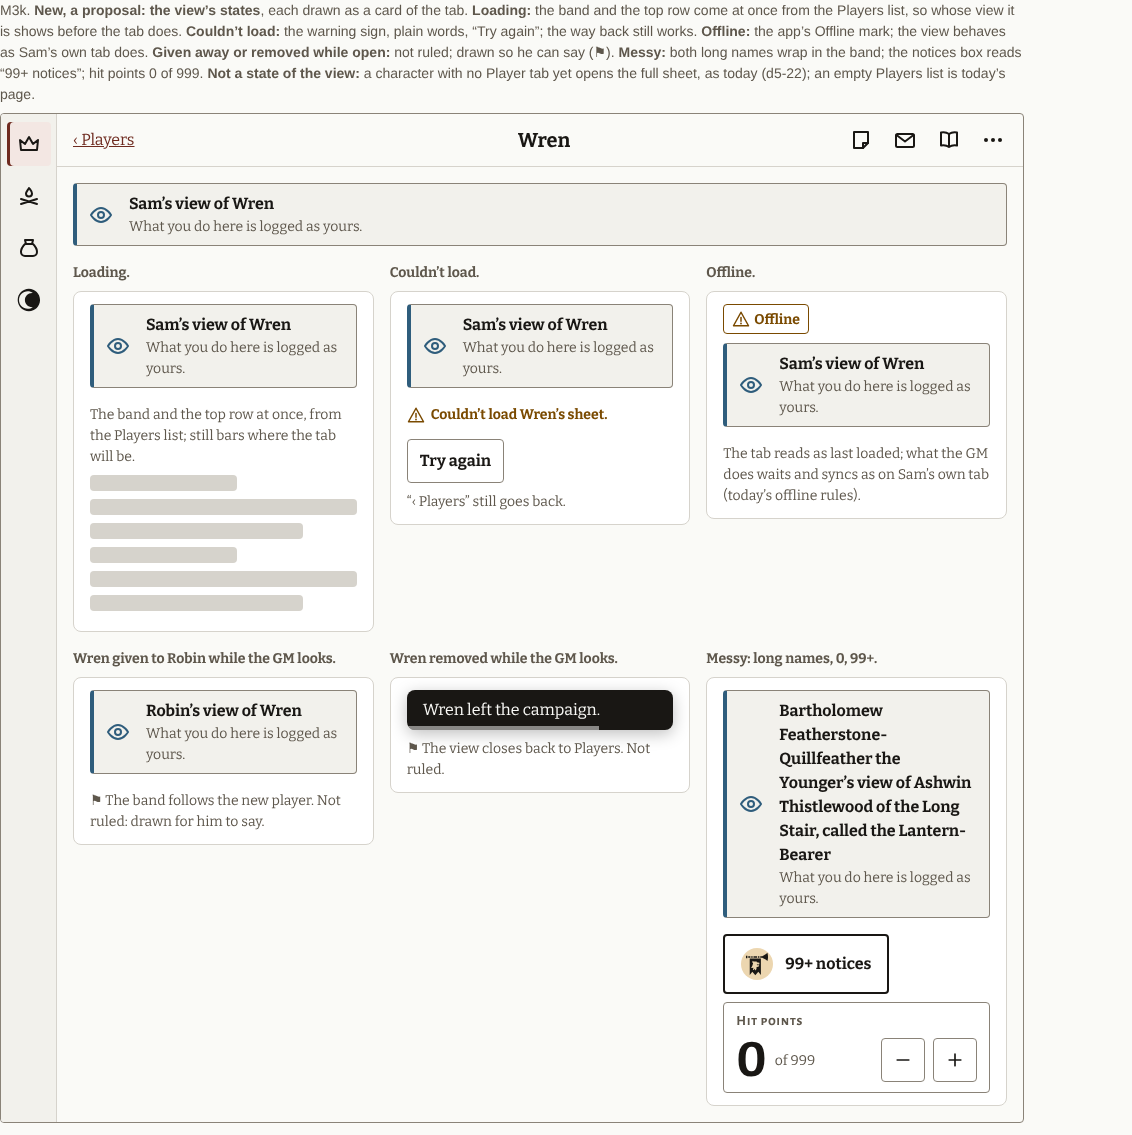 M3k. New, a proposal: the view’s states, each drawn as a card of the tab. Loading: the band and the top row come at once from the Players list, so whose view it
is shows before the tab does. Couldn’t load: the warning sign, plain words, “Try again”; the way back still works. Offline: the app’s Offline mark; the view behaves
as Sam’s own tab does. Given away or removed while open: not ruled; drawn so he can say (⚑). Messy: both long names wrap in the band; the notices box reads
“99+ notices”; hit points 0 of 999. Not a state of the view: a character with no Player tab yet opens the full sheet, as today (d5-22); an empty Players list is today’s
page.
‹ Players
Wren
Sam’s view of Wren
What you do here is logged as yours.
Loading.
Sam’s view of Wren
What you do here is logged as
yours.
The band and the top row at once, from
the Players list; still bars where the tab
will be.
Couldn’t load.
Sam’s view of Wren
What you do here is logged as
yours.
Couldn’t load Wren’s sheet.
Try again
“‹ Players” still goes back.
Offline.
Offline
Sam’s view of Wren
What you do here is logged as
yours.
The tab reads as last loaded; what the GM
does waits and syncs as on Sam’s own tab
(today’s offline rules).
Wren given to Robin while the GM looks.
Robin’s view of Wren
What you do here is logged as
yours.
⚑ The band follows the new player. Not
ruled: drawn for him to say.
Wren removed while the GM looks.
Wren left the campaign.
⚑ The view closes back to Players. Not
ruled.
Messy: long names, 0, 99+.
Bartholomew
Featherstone-
Quillfeather the
Younger’s view of Ashwin
Thistlewood of the Long
Stair, called the Lantern-
Bearer
What you do here is logged as
yours.
99+ notices
Hit points
0 of 999
− +